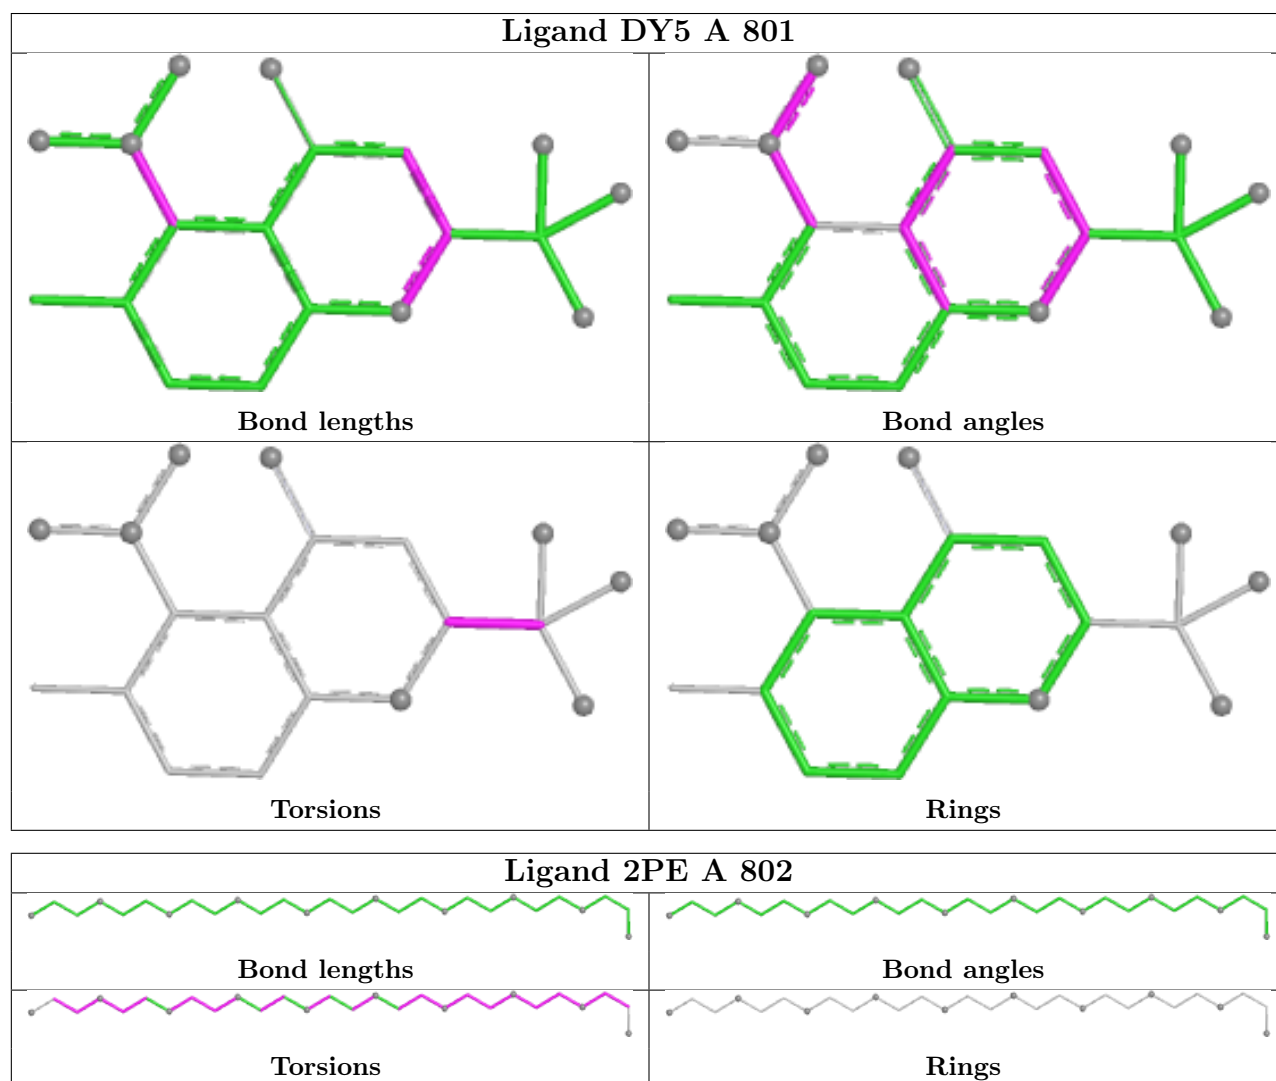 Ligand DY5 A 801
Bond lengths
Bond angles
Torsions
Rings
Ligand 2PE A 802
Bond lengths
Bond angles
Torsions
Rings